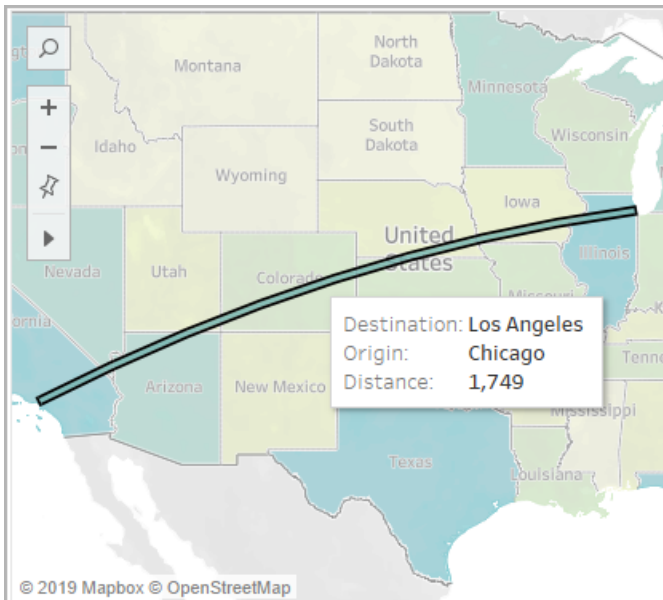 North
Dakota
Montana
Minnesota
South
Dakota
Wisconsin
Idaho
Wyoming
Iowa
United
States
Nevada
Utah
Colorado
Illinois
Missouri
ornia
Destination: Los Angeles
Origin: Chicago
Distance: 1,749
Arizona
New Mexico
Tenne
Mississippi
Texas
Louisiana
© 2019 Mapbox © OpenStreetMap